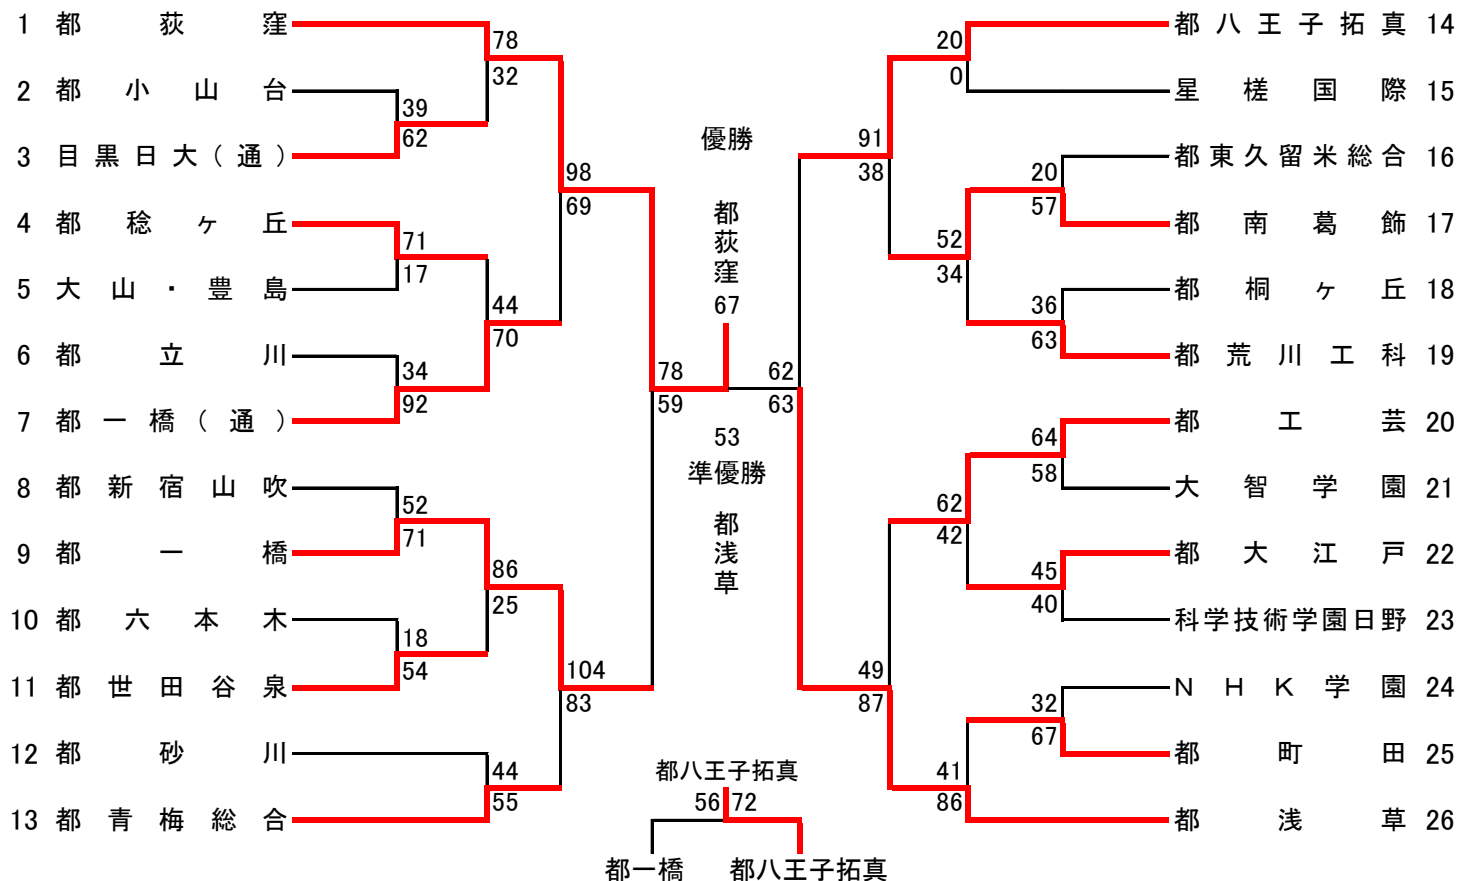 1 都荻窪
2 都小山台
3 目黒日大(通)
4 都稔ヶ丘
5 大山・豊島
6 都立川
7 都一橋(通)
8 都新宿山吹
9 都一橋
10 都六本木
11 都世田谷泉
12 都砂川
13 都青梅総合
39
62
71
17
34
92
52
71
18
54
78
32
44
70
86
25
44
55
98
69
104
83
78
59
優勝
都荻窪
67
53
準優勝
都浅草
62
63
91
38
49
87
20
0
52
34
62
42
41
86
20
57
36
63
64
58
45
40
32
67
都八王子拓真 14
星槎国際 15
都東久留米総合 16
都南葛飾 17
都桐ヶ丘 18
都荒川工科 19
都工芸 20
大智学園 21
都大江戸 22
科学技術学園日野 23
NHK学園 24
都町田 25
都浅草 26
都八王子拓真
56 72
都一橋 都八王子拓真